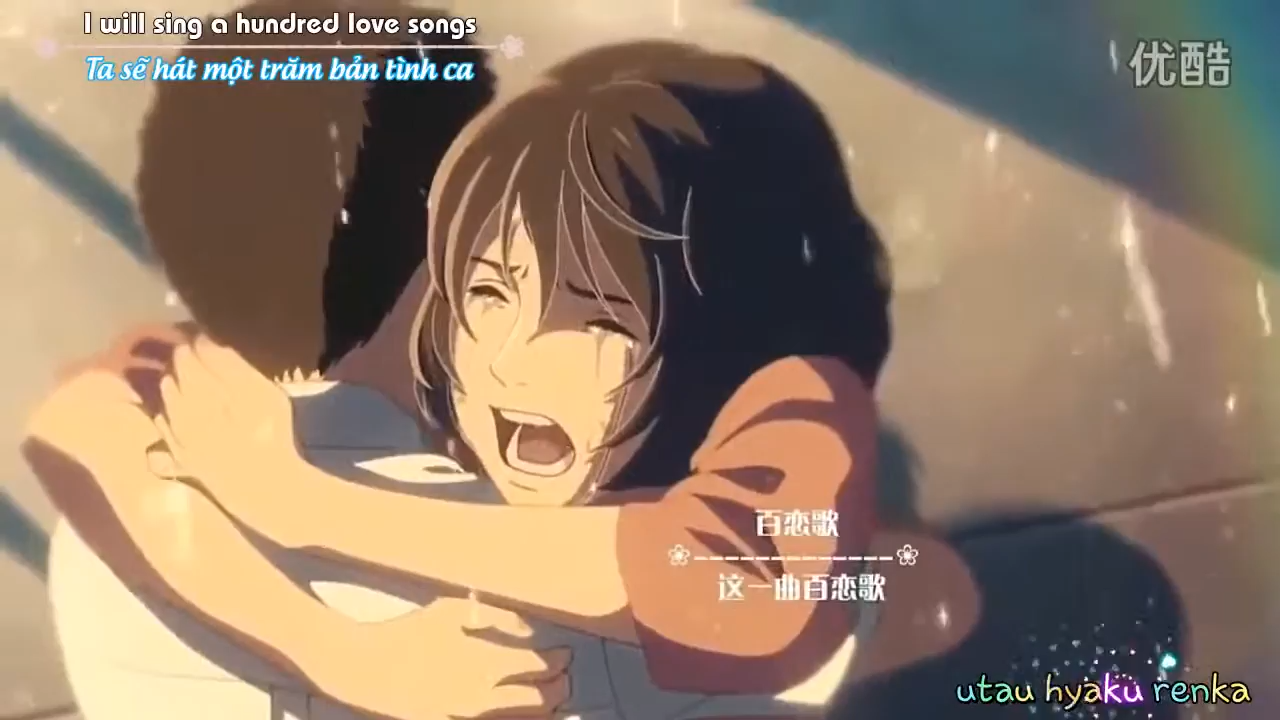 I will sing a hundred love songs
Ta sẽ hát một trăm bản tình ca
优酷
百恋歌
这一曲百恋歌
utau hyaku renka